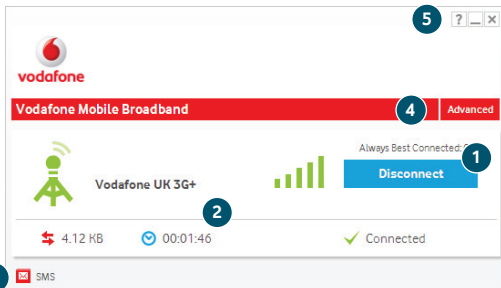 5
? _ ×
vodafone
Vodafone Mobile Broadband 4 Advanced
Always Best Connected:
1
Disconnect
Vodafone UK 3G+
2
4.12 KB 00:01:46 Connected
SMS